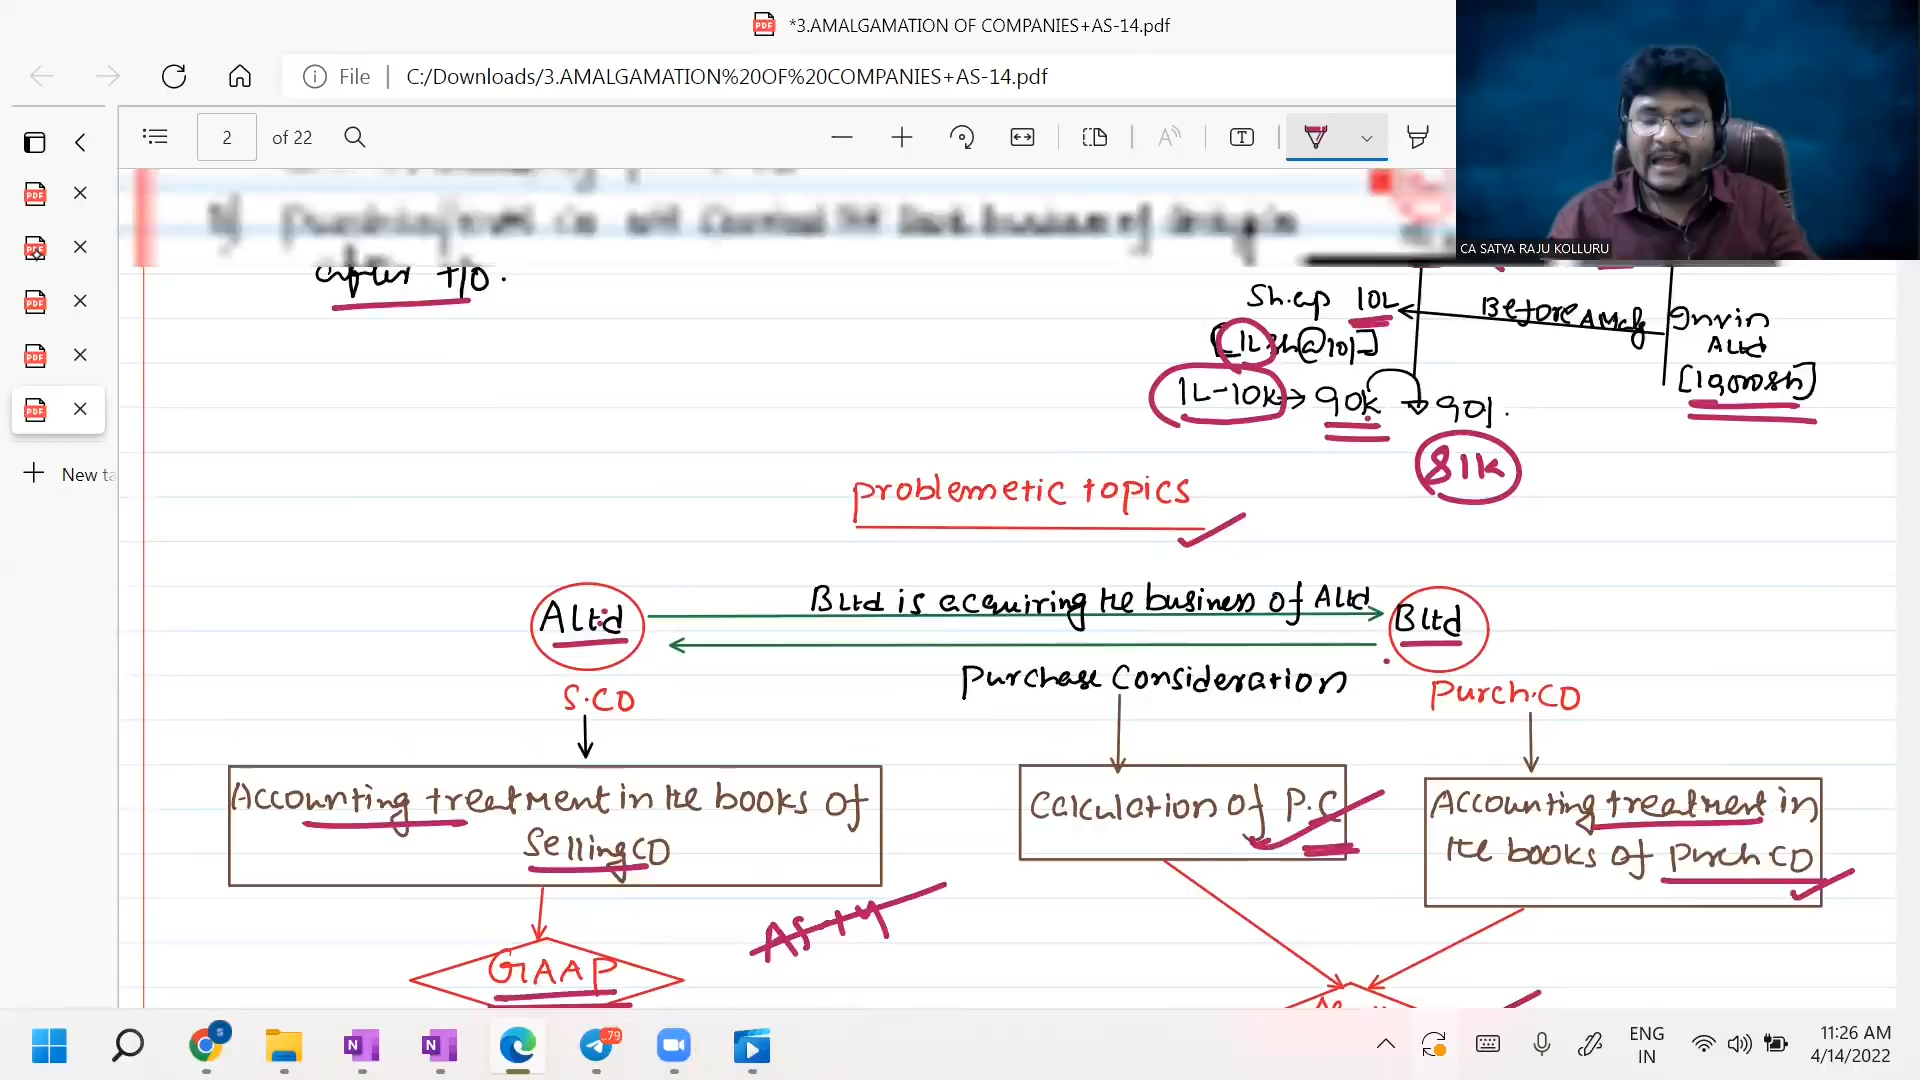 *3.AMALGAMATION OF COMPANIES+AS-14.pdf
File
C:/Downloads/3.AMALGAMATION%20OF%20COMPANIES+AS-14.pdf
2 of 22
CA SATYA RAJU KOLLURU
after T/O.
Sh.cap 10L
Before AMalg
Invin
[1L sh@10/-]
A Ltd
[19000sh]
1L-10k → 90k → 90%
81k
problemetic topics
A Ltd
B Ltd is acquiring the business of A Ltd
B Ltd
Purchase Consideration
S.CO
Purch.CO
Accounting treatment in the books of
Selling CO
Calculation of P.C
Accounting treatment in
the books of Purch CO
AS-14
GAAP
New ta
79
ENG
IN
11:26 AM
4/14/2022